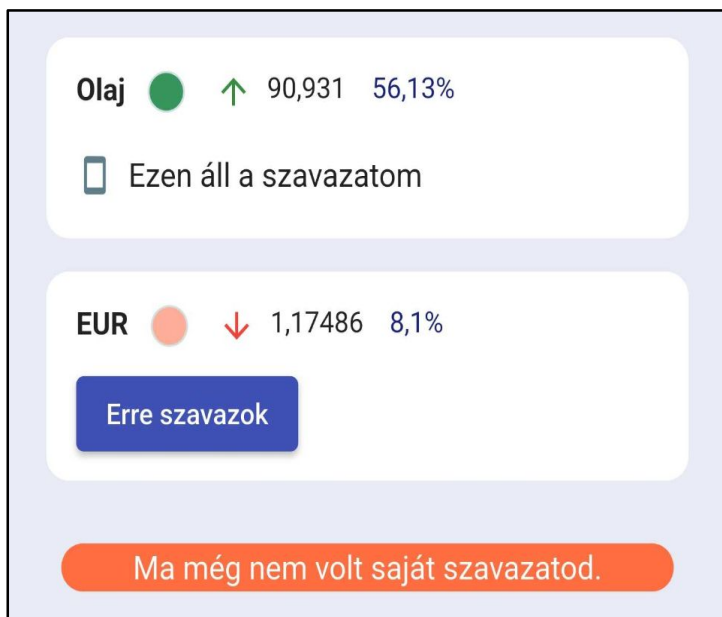 Olaj 90,931 56,13%
Ezen áll a szavazatom
EUR 1,17486 8,1%
Erre szavazok
Ma még nem volt saját szavazatod.